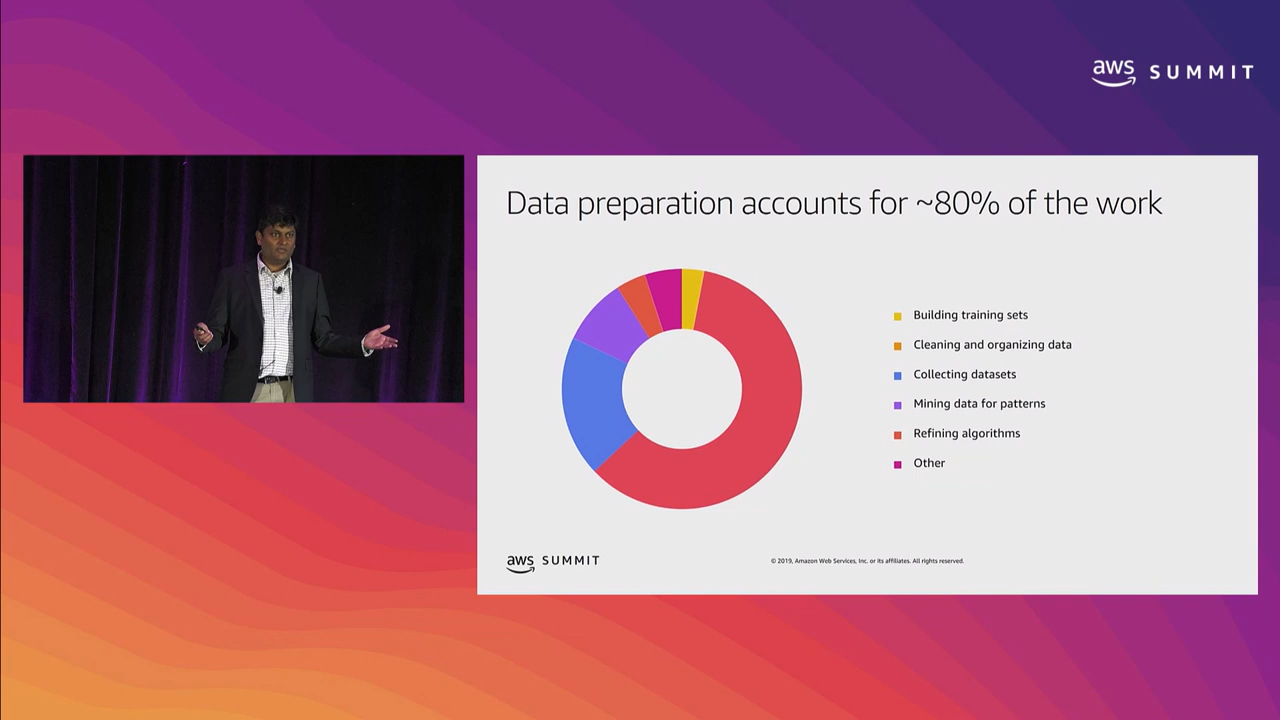 aws SUMMIT
Data preparation accounts for ~80% of the work
Building training sets
Cleaning and organizing data
Collecting datasets
Mining data for patterns
Refining algorithms
Other
aws SUMMIT
© 2019, Amazon Web Services, Inc. or its affiliates. All rights reserved.